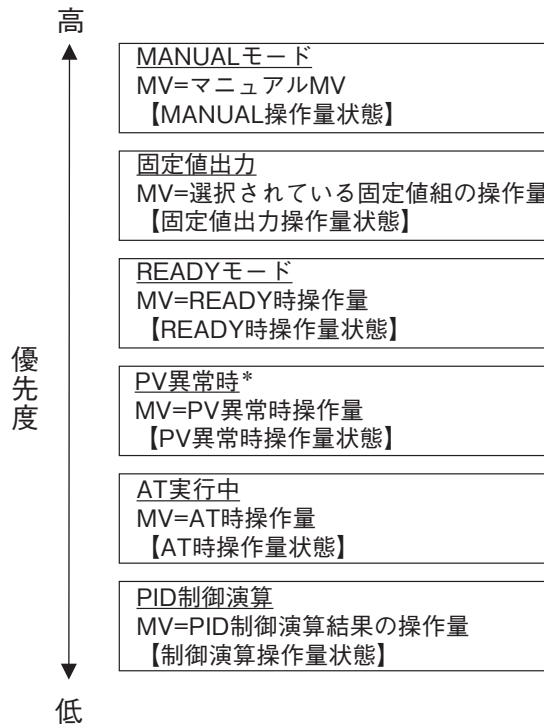 高
MANUALモード
MV=マニュアルMV
【MANUAL操作量状態】
固定値出力
MV=選択されている固定値組の操作量
【固定値出力操作量状態】
READYモード
MV=READY時操作量
【READY時操作量状態】
優先度
PV異常時*
MV=PV異常時操作量
【PV異常時操作量状態】
AT実行中
MV=AT時操作量
【AT時操作量状態】
PID制御演算
MV=PID制御演算結果の操作量
【制御演算操作量状態】
低